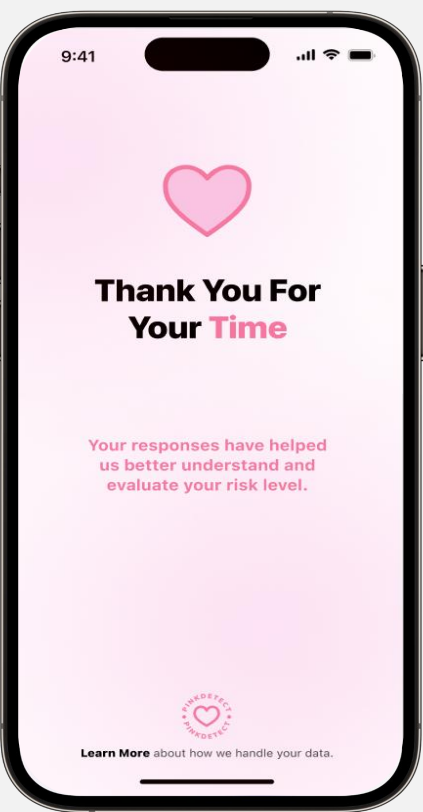 9:41
Thank You For
Your Time
Your responses have helped
us better understand and
evaluate your risk level.
PINKDETECT
PINKDETECT
Learn More about how we handle your data.